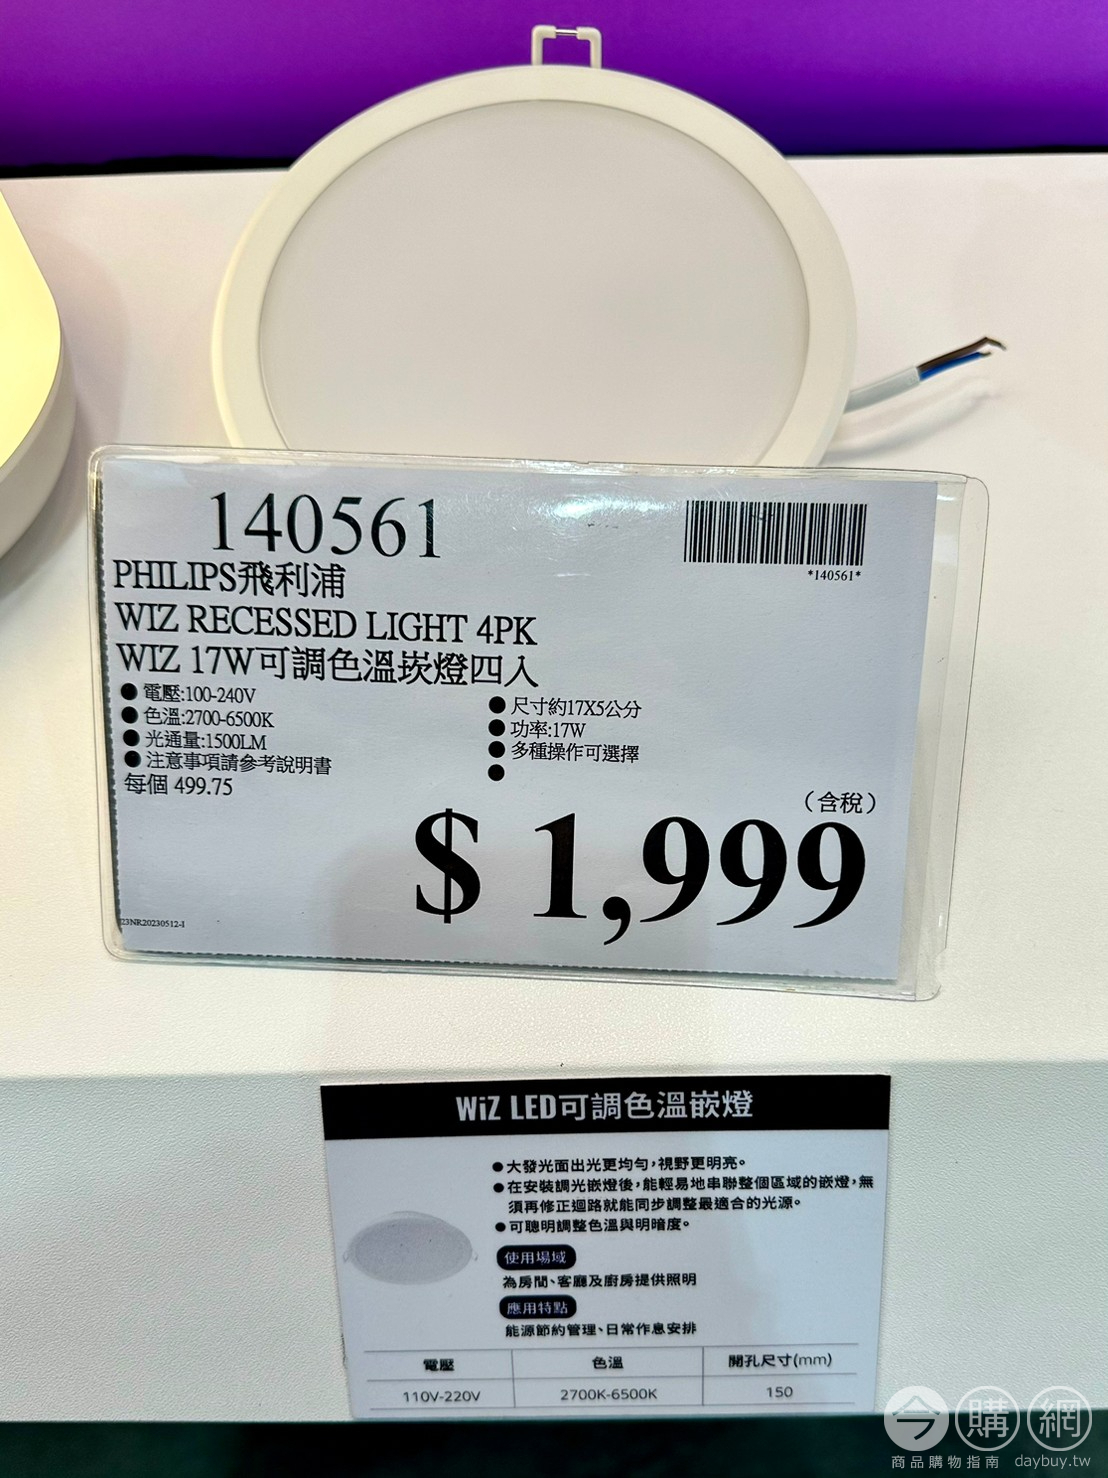 140561
*140561*
PHILIPS飛利浦
WIZ RECESSED LIGHT 4PK
WIZ 17W可調色溫崁燈四入
●電壓:100-240V
●色溫:2700-6500K
●光通量:1500LM
●注意事項請參考說明書
●尺寸約17X5公分
●功率:17W
●多種操作可選擇
●
每個 499.75
（含稅）
$ 1,999
23NR20230512-1
WiZ LED可調色溫嵌燈
●大發光面出光更均勻，視野更明亮。
●在安裝調光嵌燈後，能輕易地串聯整個區域的嵌燈，無
須再修正迴路就能同步調整最適合的光源。
●可聰明調整色溫與明暗度。
使用場域
為房間、客廳及廚房提供照明
應用特點
能源節約管理、日常作息安排
電壓 色溫 開孔尺寸(mm)
110V-220V 2700K-6500K 150
今購網
商品購物指南 daybuy.tw